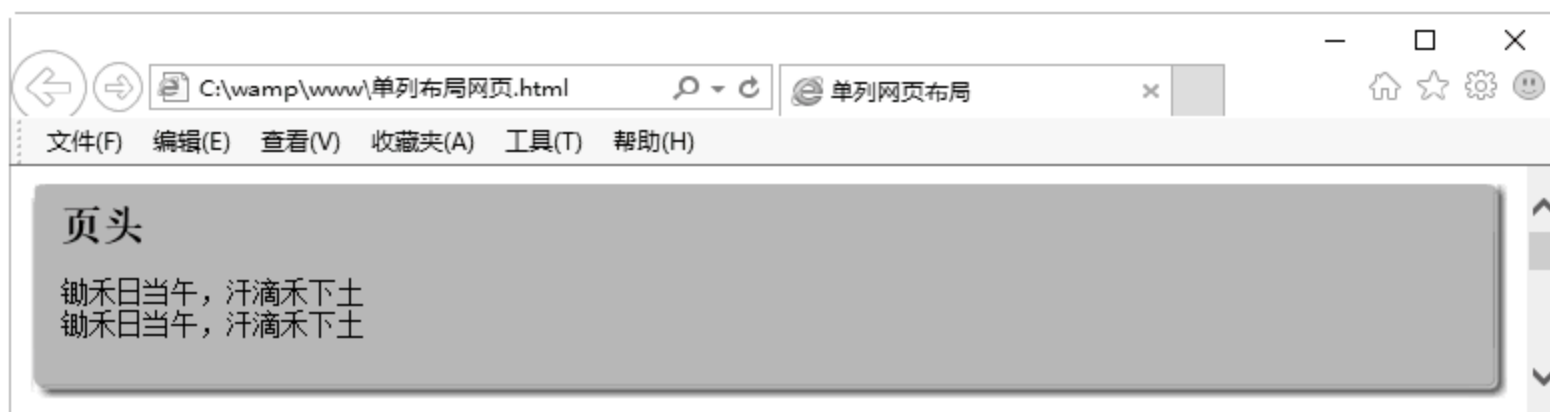 C:\wamp\www\单列布局网页.html
单列网页布局
文件(F) 编辑(E) 查看(V) 收藏夹(A) 工具(T) 帮助(H)
页头
锄禾日当午，汗滴禾下土
锄禾日当午，汗滴禾下土